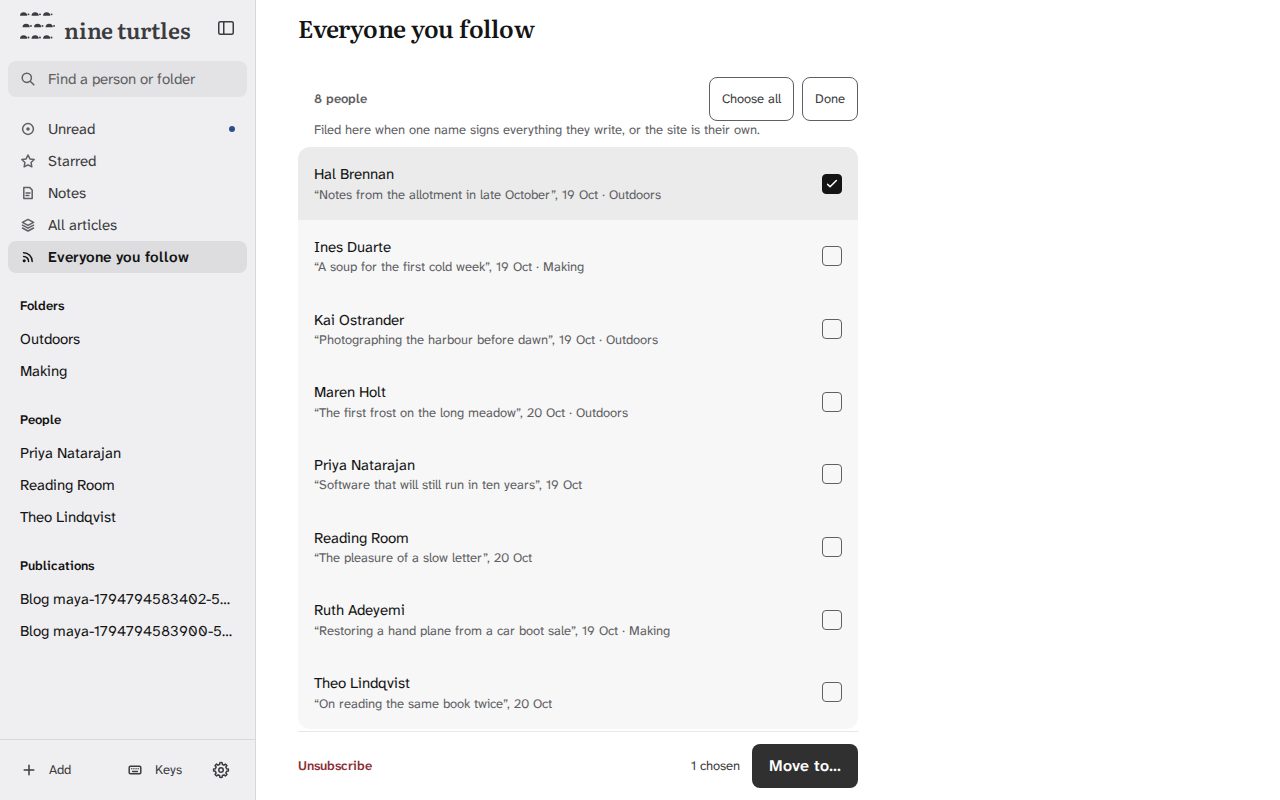 nine turtles
Find a person or folder
Unread
Starred
Notes
All articles
Everyone you follow
Folders
Outdoors
Making
People
Priya Natarajan
Reading Room
Theo Lindqvist
Publications
Blog maya-1794794583402-5...
Blog maya-1794794583900-5...
Add
Keys
Everyone you follow
8 people
Choose all
Done
Filed here when one name signs everything they write, or the site is their own.
Hal Brennan
“Notes from the allotment in late October”, 19 Oct · Outdoors
Ines Duarte
“A soup for the first cold week”, 19 Oct · Making
Kai Ostrander
“Photographing the harbour before dawn”, 19 Oct · Outdoors
Maren Holt
“The first frost on the long meadow”, 20 Oct · Outdoors
Priya Natarajan
“Software that will still run in ten years”, 19 Oct
Reading Room
“The pleasure of a slow letter”, 20 Oct
Ruth Adeyemi
“Restoring a hand plane from a car boot sale”, 19 Oct · Making
Theo Lindqvist
“On reading the same book twice”, 20 Oct
Unsubscribe
1 chosen
Move to...